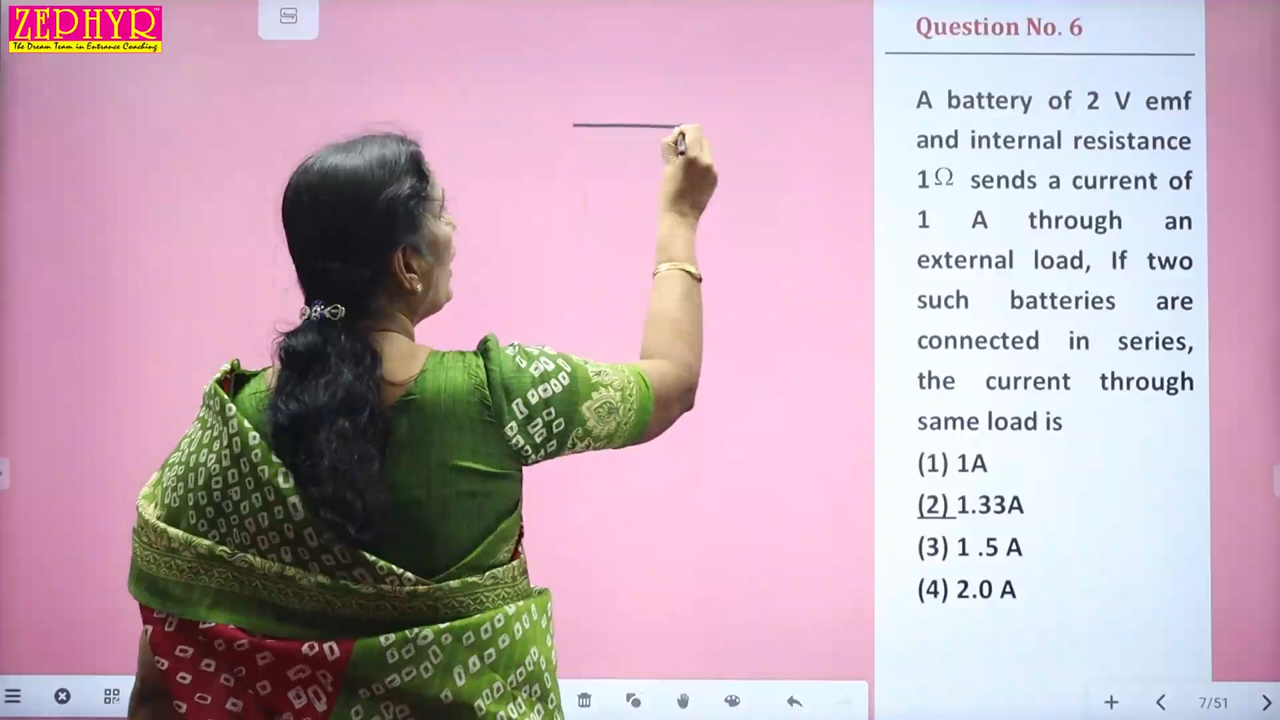 ZEPHYR
The Dream Team in Entrance Coaching
Question No. 6
A battery of 2 V emf
and internal resistance
1Ω sends a current of
1 A through an
external load, If two
such batteries are
connected in series,
the current through
same load is
(1) 1A
(2) 1.33A
(3) 1 .5 A
(4) 2.0 A
7/51